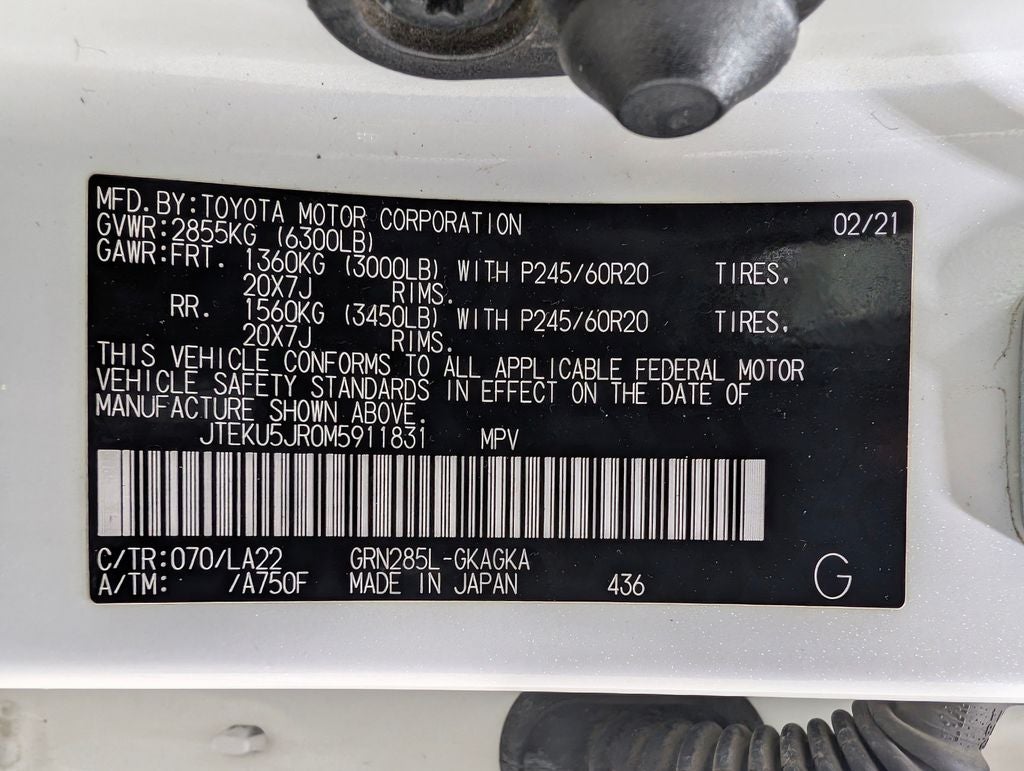 MFD. BY: TOYOTA MOTOR CORPORATION 02/21
GVWR: 2855KG (6300LB)
GAWR: FRT. 1360KG (3000LB) WITH P245/60R20 TIRES,
20X7J RIMS.
RR. 1560KG (3450LB) WITH P245/60R20 TIRES,
20X7J RIMS.
THIS VEHICLE CONFORMS TO ALL APPLICABLE FEDERAL MOTOR
VEHICLE SAFETY STANDARDS IN EFFECT ON THE DATE OF
MANUFACTURE SHOWN ABOVE.
JTEKU5JR0M5911831 MPV
C/TR: 070/LA22 GRN285L-GKAGKA
A/TM: /A750F MADE IN JAPAN 436 G